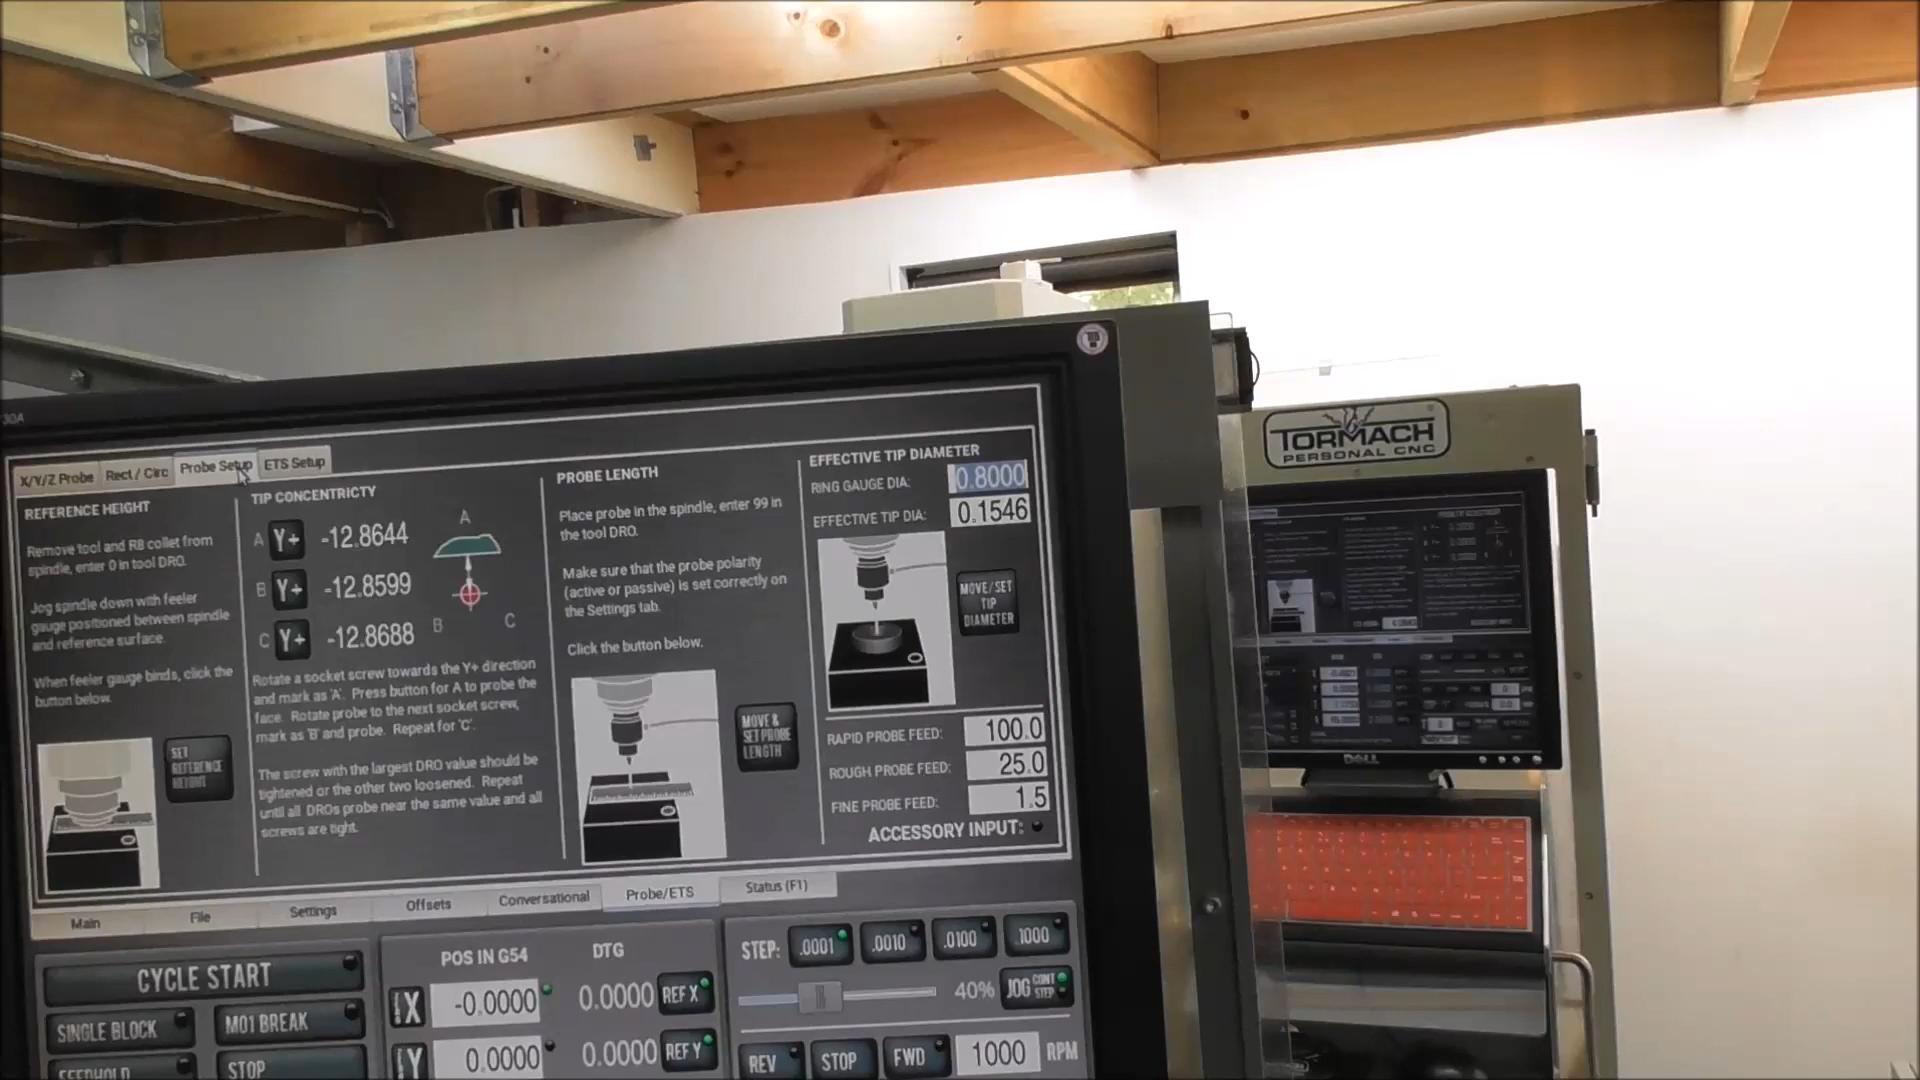 30A
X/Y/Z Probe
Rect / Circ
Probe Setup
ETS Setup
REFERENCE HEIGHT
Remove tool and R8 collet from
spindle, enter 0 in tool DRO.
Jog spindle down with feeler
gauge positioned between spindle
and reference surface.
When feeler gauge binds, click the
button below.
SET
REFERENCE
HEIGHT
TIP CONCENTRICTY
A Y+ -12.8644
B Y+ -12.8599
C Y+ -12.8688
A
B
C
Rotate a socket screw towards the Y+ direction
and mark as 'A'. Press button for A to probe the
face. Rotate probe to the next socket screw,
mark as 'B' and probe. Repeat for 'C'.
The screw with the largest DRO value should be
tightened or the other two loosened. Repeat
until all DROs probe near the same value and all
screws are tight.
PROBE LENGTH
Place probe in the spindle, enter 99 in
the tool DRO.
Make sure that the probe polarity
(active or passive) is set correctly on
the Settings tab.
Click the button below.
MOVE &
SET PROBE
LENGTH
EFFECTIVE TIP DIAMETER
RING GAUGE DIA: 0.8000
EFFECTIVE TIP DIA: 0.1546
MOVE/SET
TIP
DIAMETER
RAPID PROBE FEED: 100.0
ROUGH PROBE FEED: 25.0
FINE PROBE FEED: 1.5
ACCESSORY INPUT:
Main
File
Settings
Offsets
Conversational
Probe/ETS
Status (F1)
CYCLE START
SINGLE BLOCK
M01 BREAK
FEEDHOLD
STOP
POS IN G54
DTG
X -0.0000 0.0000 REF X
Y 0.0000 0.0000 REF Y
STEP: .0001 .0010 .0100 .1000
40% JOG CONT
STEP
REV STOP FWD 1000 RPM
TORMACH
PERSONAL CNC
DELL